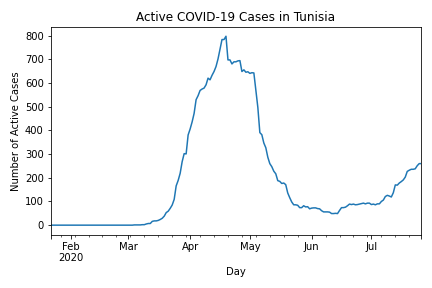 Active COVID-19 Cases in Tunisia
Number of Active Cases
800
700
600
500
400
300
200
100
0
Feb Mar Apr May Jun Jul
2020
Day